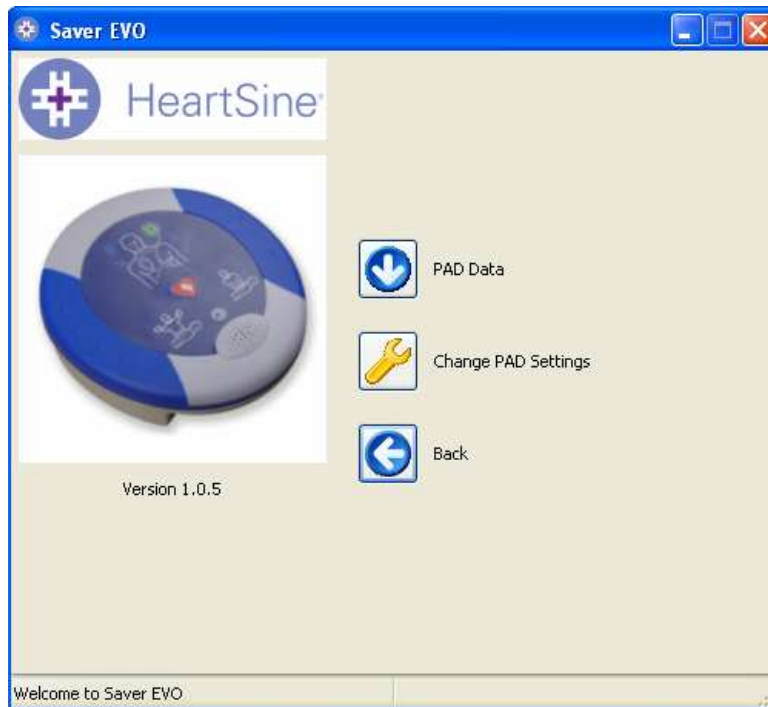 Saver EVO
HeartSine®
PAD Data
Change PAD Settings
Back
Version 1.0.5
Welcome to Saver EVO